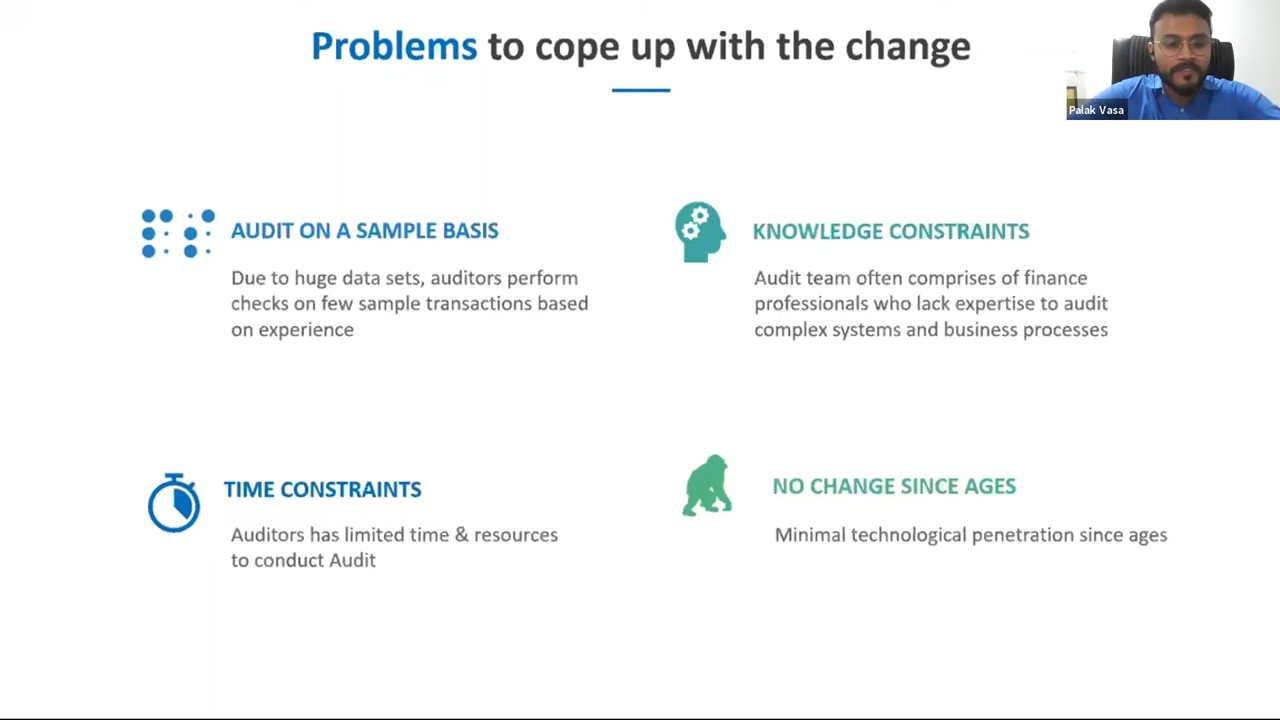 Problems to cope up with the change
Palak Vasa
AUDIT ON A SAMPLE BASIS
Due to huge data sets, auditors perform
checks on few sample transactions based
on experience
KNOWLEDGE CONSTRAINTS
Audit team often comprises of finance
professionals who lack expertise to audit
complex systems and business processes
TIME CONSTRAINTS
Auditors has limited time & resources
to conduct Audit
NO CHANGE SINCE AGES
Minimal technological penetration since ages